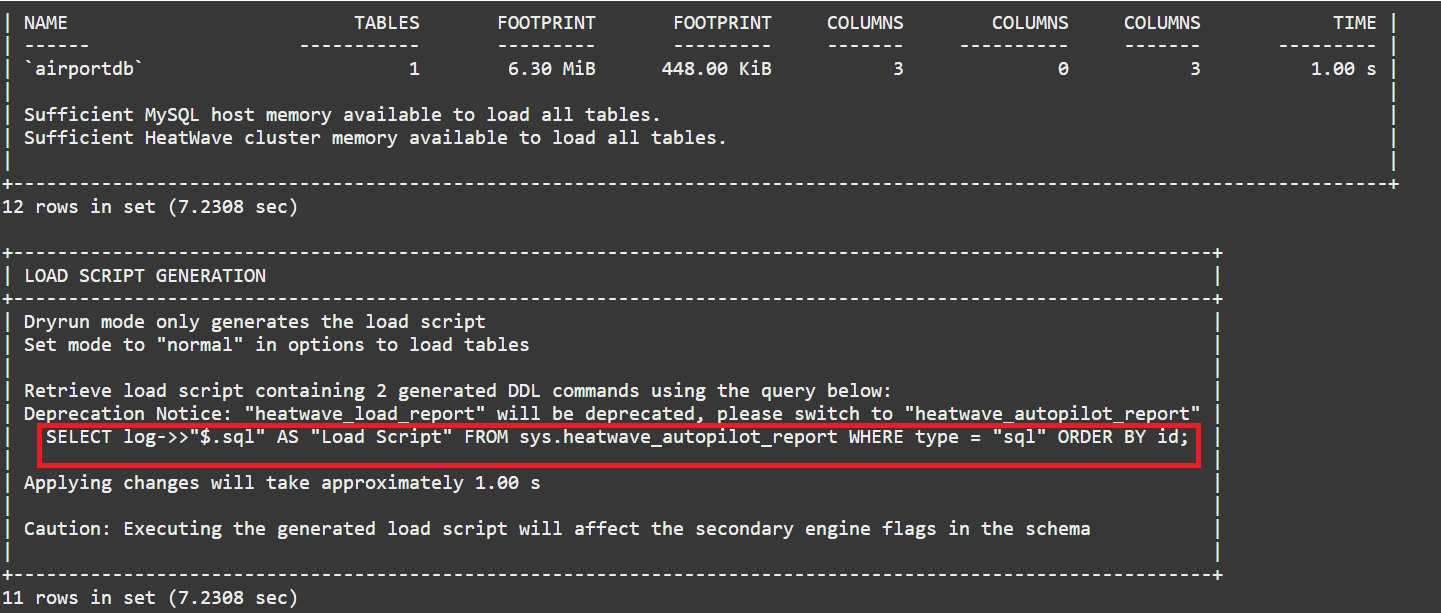 | NAME                          TABLES       FOOTPRINT       FOOTPRINT     COLUMNS        COLUMNS     COLUMNS            TIME |
| ------                   -----------       ---------       ---------     -------     ----------     -------       --------- |
| `airportdb`                        1        6.30 MiB      448.00 KiB           3              0           3          1.00 s |
|                                                                                                                             |
| Sufficient MySQL host memory available to load all tables.                                                                  |
| Sufficient HeatWave cluster memory available to load all tables.                                                            |
|                                                                                                                             |
+-----------------------------------------------------------------------------------------------------------------------------+
12 rows in set (7.2308 sec)

+-------------------------------------------------------------------------------------------------------------+
| LOAD SCRIPT GENERATION                                                                                      |
+-------------------------------------------------------------------------------------------------------------+
| Dryrun mode only generates the load script                                                                  |
| Set mode to "normal" in options to load tables                                                              |
|                                                                                                             |
| Retrieve load script containing 2 generated DDL commands using the query below:                             |
| Deprecation Notice: "heatwave_load_report" will be deprecated, please switch to "heatwave_autopilot_report" |
|   SELECT log->>"$.sql" AS "Load Script" FROM sys.heatwave_autopilot_report WHERE type = "sql" ORDER BY id;  |
|                                                                                                             |
| Applying changes will take approximately 1.00 s                                                             |
|                                                                                                             |
| Caution: Executing the generated load script will affect the secondary engine flags in the schema           |
|                                                                                                             |
+-------------------------------------------------------------------------------------------------------------+
11 rows in set (7.2308 sec)